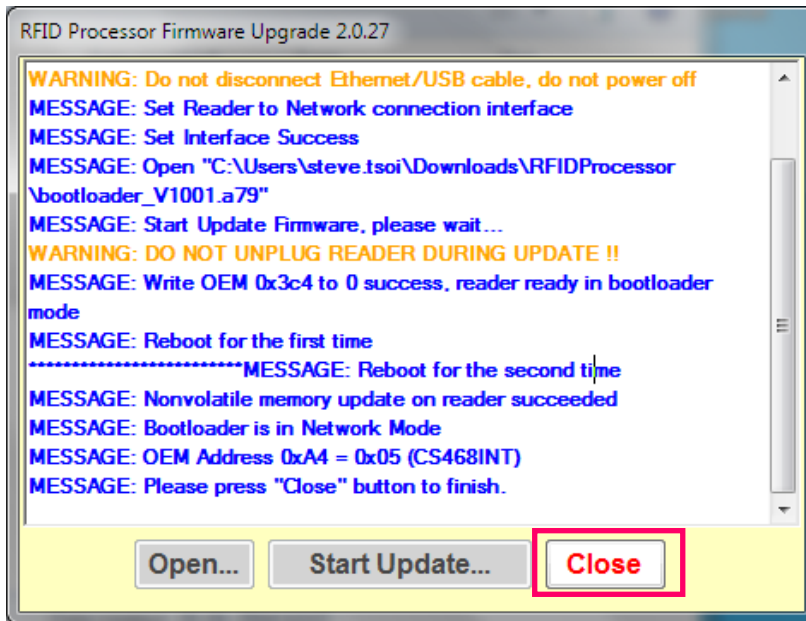 RFID Processor Firmware Upgrade 2.0.27
WARNING: Do not disconnect Ethernet/USB cable, do not power off
MESSAGE: Set Reader to Network connection interface
MESSAGE: Set Interface Success
MESSAGE: Open "C:\Users\steve.tsoi\Downloads\RFIDProcessor
\bootloader_V1001.a79"
MESSAGE: Start Update Firmware, please wait...
WARNING: DO NOT UNPLUG READER DURING UPDATE !!
MESSAGE: Write OEM 0x3c4 to 0 success, reader ready in bootloader
mode
MESSAGE: Reboot for the first time
*************************MESSAGE: Reboot for the second time
MESSAGE: Nonvolatile memory update on reader succeeded
MESSAGE: Bootloader is in Network Mode
MESSAGE: OEM Address 0xA4 = 0x05 (CS468INT)
MESSAGE: Please press "Close" button to finish.
Open... Start Update... Close